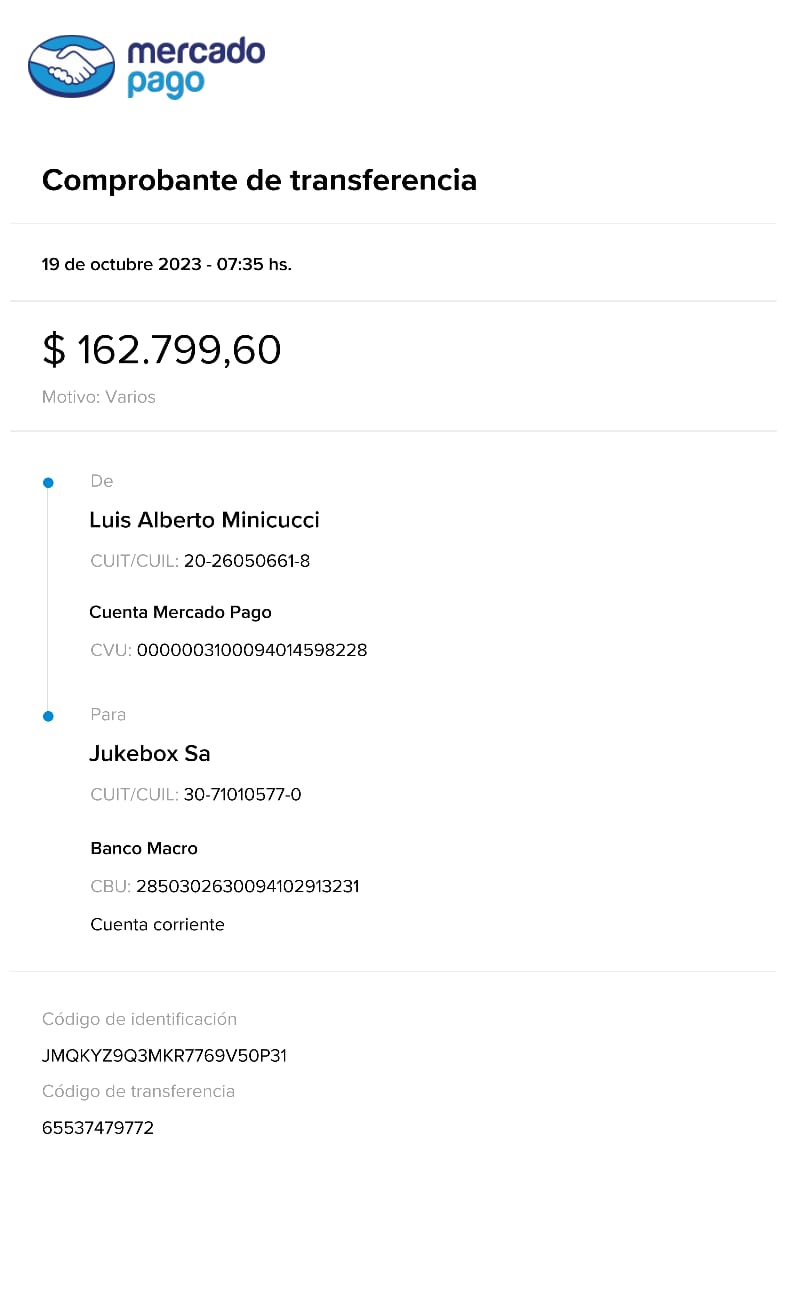 mercado
pago
Comprobante de transferencia
19 de octubre 2023 - 07:35 hs.
$ 162.799,60
Motivo: Varios
De
Luis Alberto Minicucci
CUIT/CUIL: 20-26050661-8
Cuenta Mercado Pago
CVU: 0000003100094014598228
Para
Jukebox Sa
CUIT/CUIL: 30-71010577-0
Banco Macro
CBU: 2850302630094102913231
Cuenta corriente
Código de identificación
JMQKYZ9Q3MKR7769V50P31
Código de transferencia
65537479772